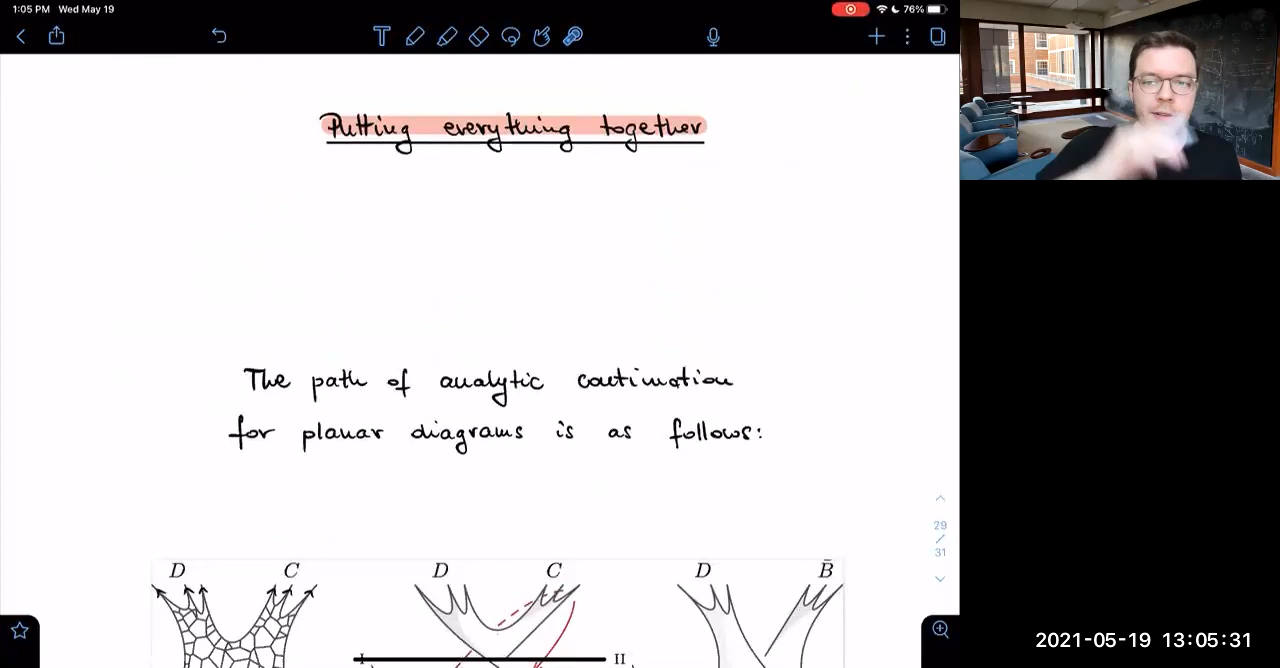 1:05 PM Wed May 19
76%
Putting everything together
The path of analytic continuation
for planar diagrams is as follows:
29
/
31
D C D C D B̄
I II
2021-05-19 13:05:31